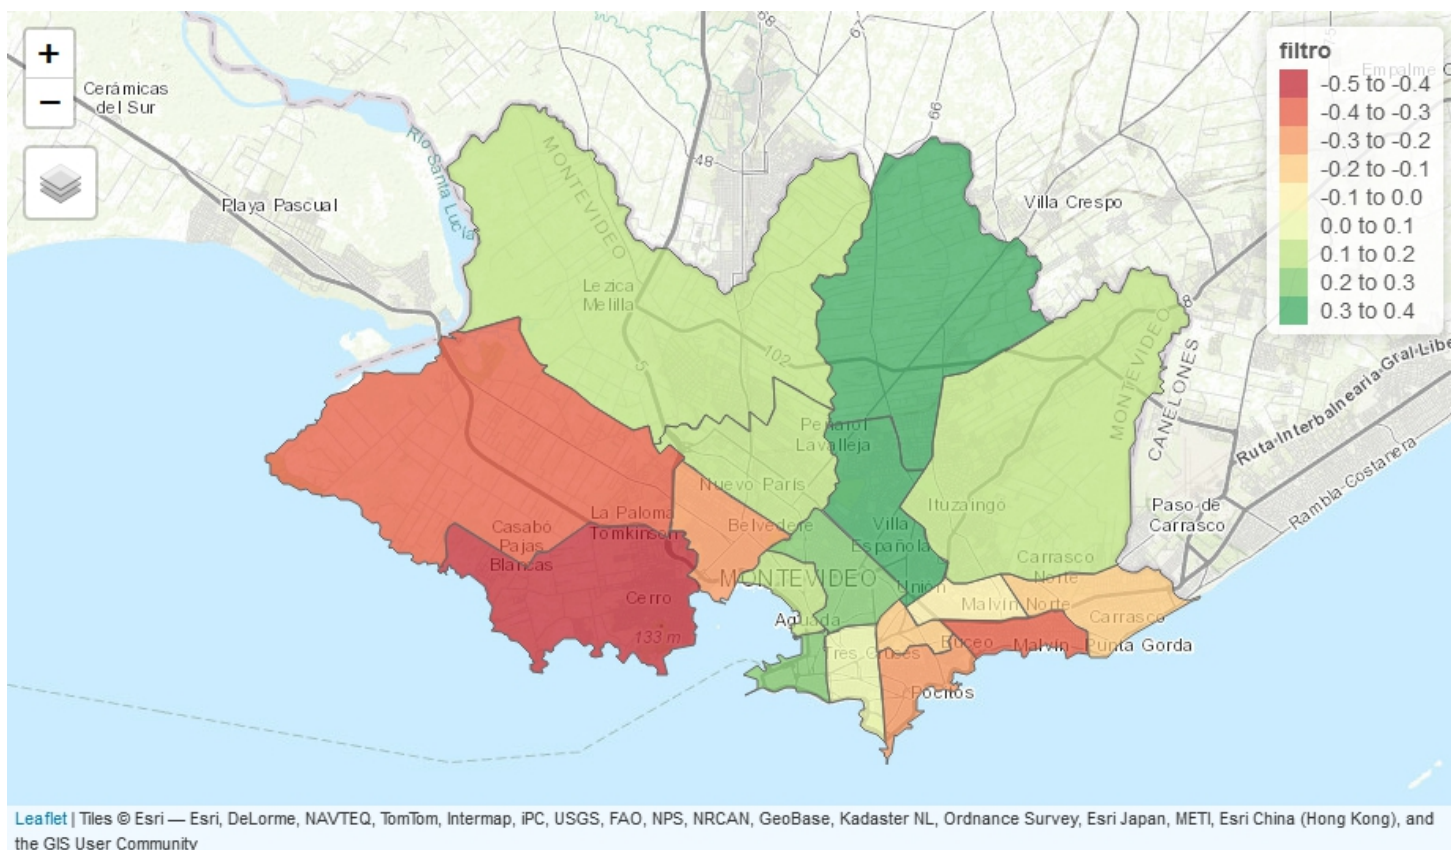 +
−
Cerámicas
del Sur
Río Santa Lucía
Playa Pascual
MONTEVIDEO
68
67
66
48
Villa Crespo
filtro
-0.5 to -0.4
-0.4 to -0.3
-0.3 to -0.2
-0.2 to -0.1
-0.1 to 0.0
0.0 to 0.1
0.1 to 0.2
0.2 to 0.3
0.3 to 0.4
Empalme
Lezica
Melilla
5
102
8
MONTEVIDEO
CANELONES
Ruta Interbalnearia Gral Libe
Rambla Costanera
Peñarol
Lavalleja
Nuevo París
Ituzaingó
Paso de
Carrasco
La Paloma
Tomkinson
Casabó
Pajas
Blancas
Belvedere
Villa
Española
Carrasco
Norte
MONTEVIDEO
Unión
Cerro
133 m
Malvín Norte
Carrasco
Aguada
Tres Cruses
Buceo
Malvín
Punta Gorda
Pocitos
Leaflet | Tiles © Esri — Esri, DeLorme, NAVTEQ, TomTom, Intermap, iPC, USGS, FAO, NPS, NRCAN, GeoBase, Kadaster NL, Ordnance Survey, Esri Japan, METI, Esri China (Hong Kong), and
the GIS User Community